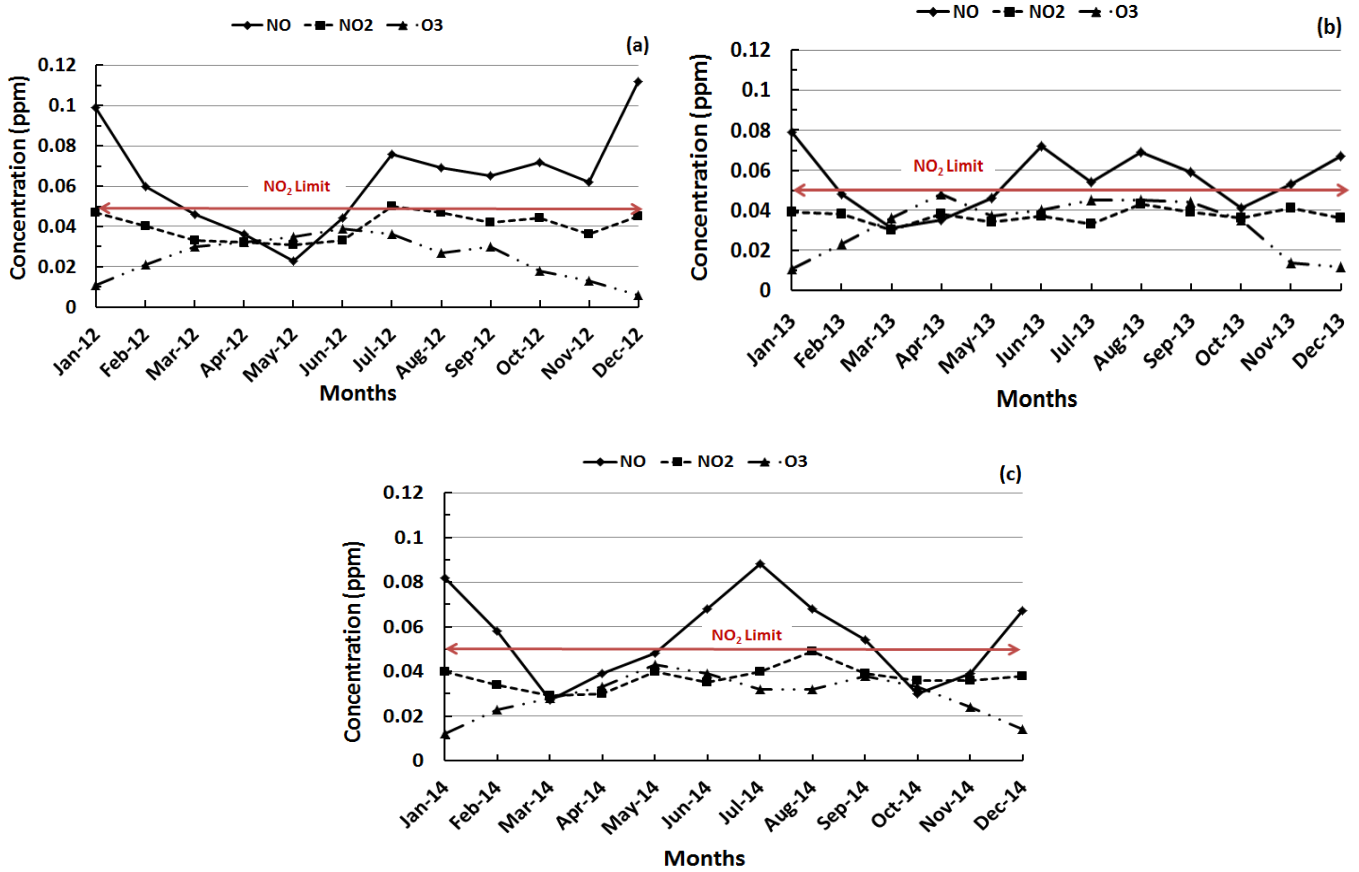 NO NO2 O3
(a)
Concentration (ppm)
0.12
0.1
0.08
0.06
0.04
0.02
0
NO2 Limit
Jan-12 Feb-12 Mar-12 Apr-12 May-12 Jun-12 Jul-12 Aug-12 Sep-12 Oct-12 Nov-12 Dec-12
Months
NO NO2 O3
(b)
Concentration (ppm)
0.12
0.1
0.08
0.06
0.04
0.02
0
NO2 Limit
Jan-13 Feb-13 Mar-13 Apr-13 May-13 Jun-13 Jul-13 Aug-13 Sep-13 Oct-13 Nov-13 Dec-13
Months
NO NO2 O3
(c)
Concentration (ppm)
0.12
0.1
0.08
0.06
0.04
0.02
0
NO2 Limit
Jan-14 Feb-14 Mar-14 Apr-14 May-14 Jun-14 Jul-14 Aug-14 Sep-14 Oct-14 Nov-14 Dec-14
Months